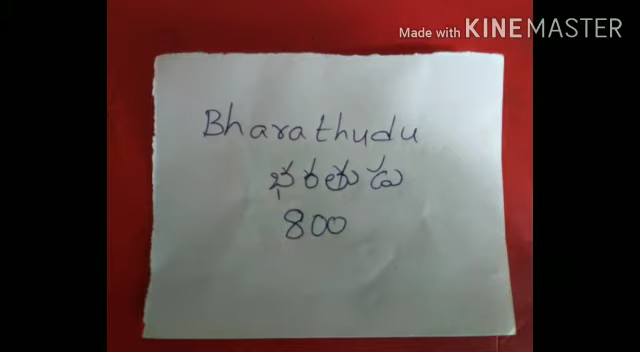 Made with KINEMASTER
Bharathudu
భరతుడు
800